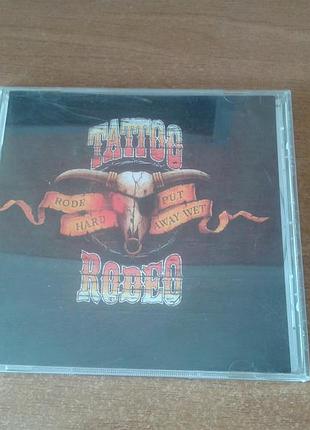 TATTOO
RODE HARD
PUT AWAY WET
RODEO